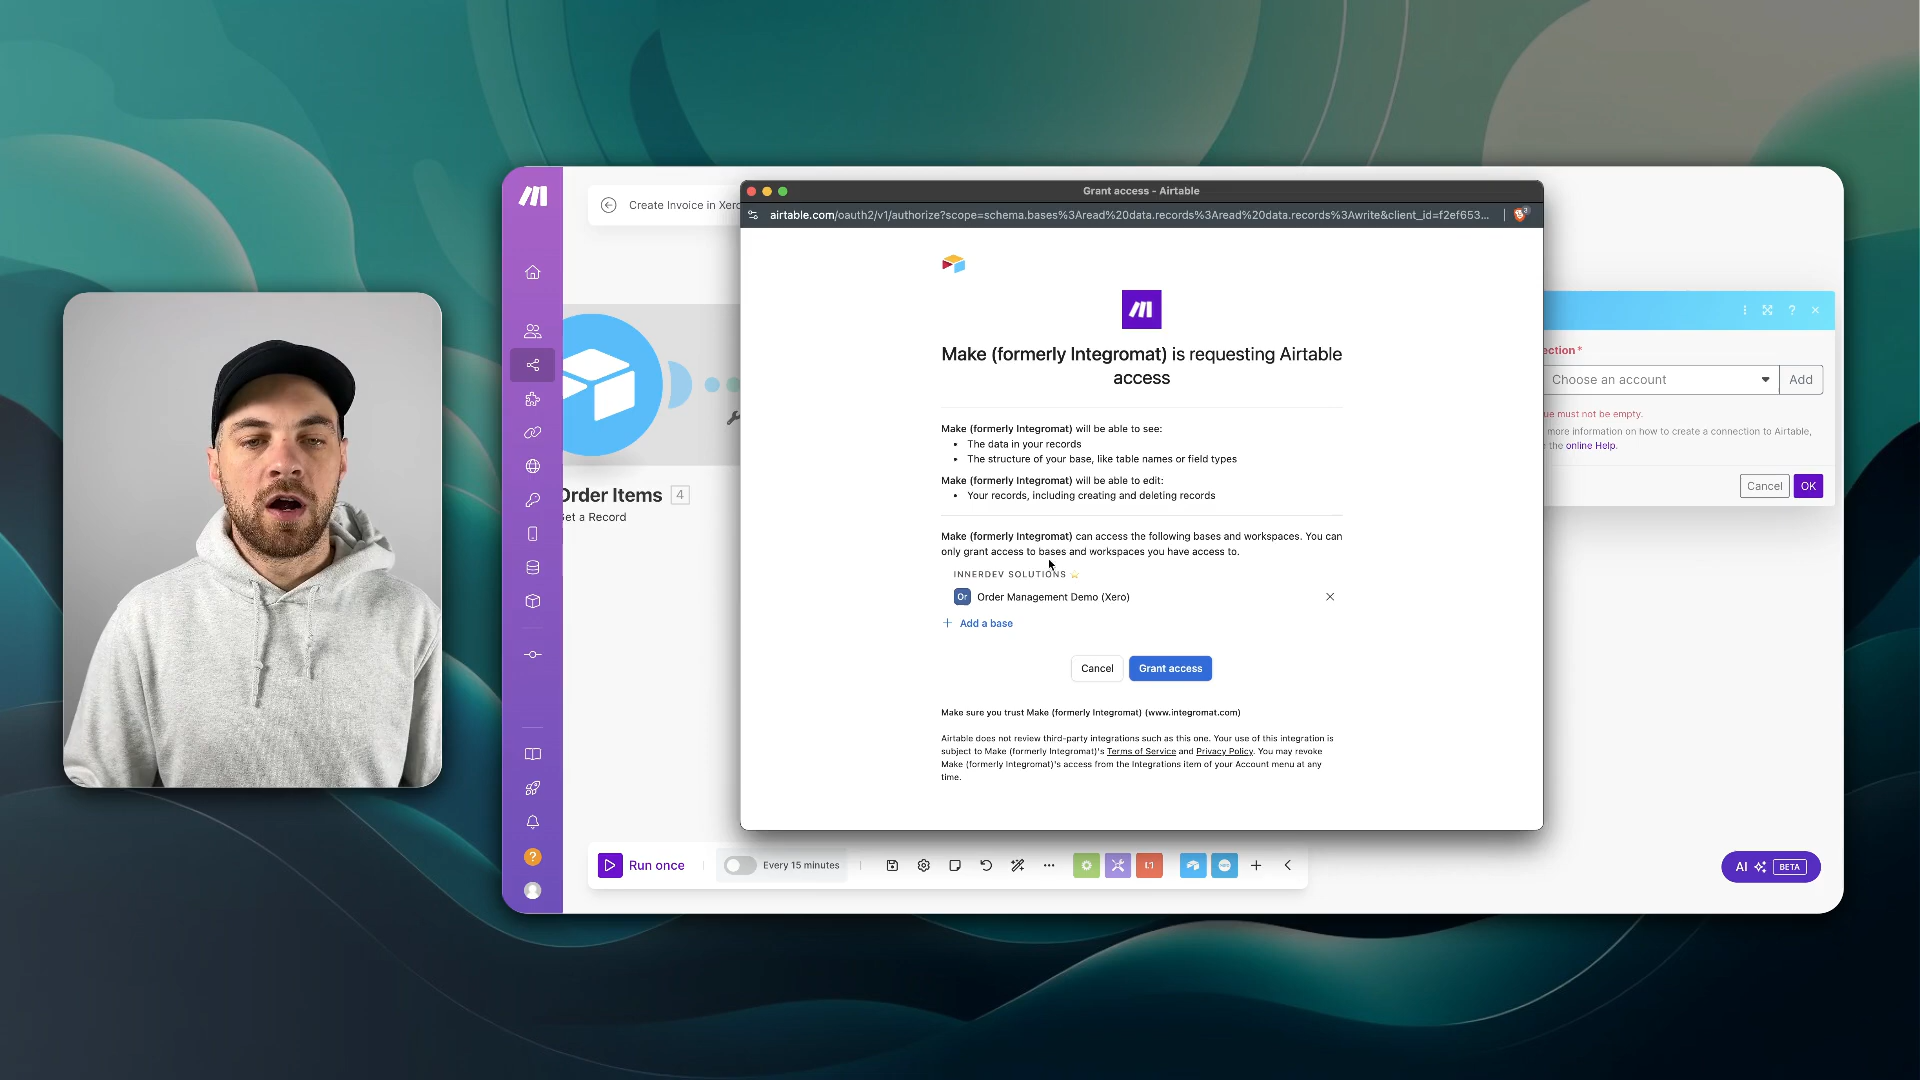 Grant access - Airtable
airtable.com/oauth2/v1/authorize?scope=schema.bases%3Aread%20data.records%3Aread%20data.records%3Awrite&client_id=f2ef653...
3
Create Invoice in Xero
Make (formerly Integromat) is requesting Airtable
access
Make (formerly Integromat) will be able to see:
• The data in your records
• The structure of your base, like table names or field types
Make (formerly Integromat) will be able to edit:
• Your records, including creating and deleting records
Make (formerly Integromat) can access the following bases and workspaces. You can
only grant access to bases and workspaces you have access to.
INNERDEV SOLUTIONS
Or Order Management Demo (Xero)
+ Add a base
Cancel Grant access
Make sure you trust Make (formerly Integromat) (www.integromat.com)
Airtable does not review third-party integrations such as this one. Your use of this integration is
subject to Make (formerly Integromat)'s Terms of Service and Privacy Policy. You may revoke
Make (formerly Integromat)'s access from the Integrations item of your Account menu at any
time.
Order Items 4
Get a Record
ection *
Choose an account Add
ue must not be empty.
more information on how to create a connection to Airtable,
the online Help.
Cancel OK
Run once Every 15 minutes
AI BETA